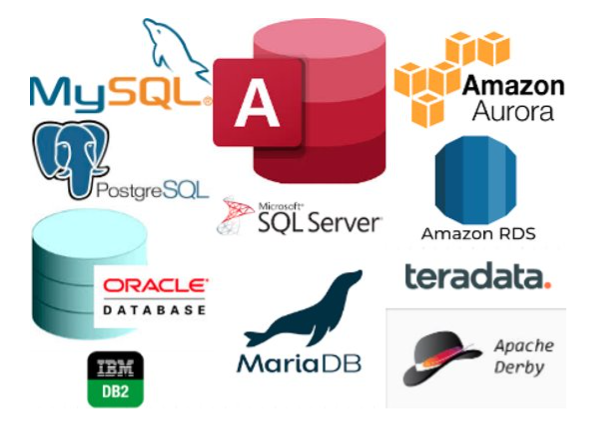 MySQL®
A
Amazon
Aurora
PostgreSQL
Microsoft®
SQL Server®
Amazon RDS
ORACLE®
DATABASE
teradata.
MariaDB
Apache
Derby
IBM
DB2